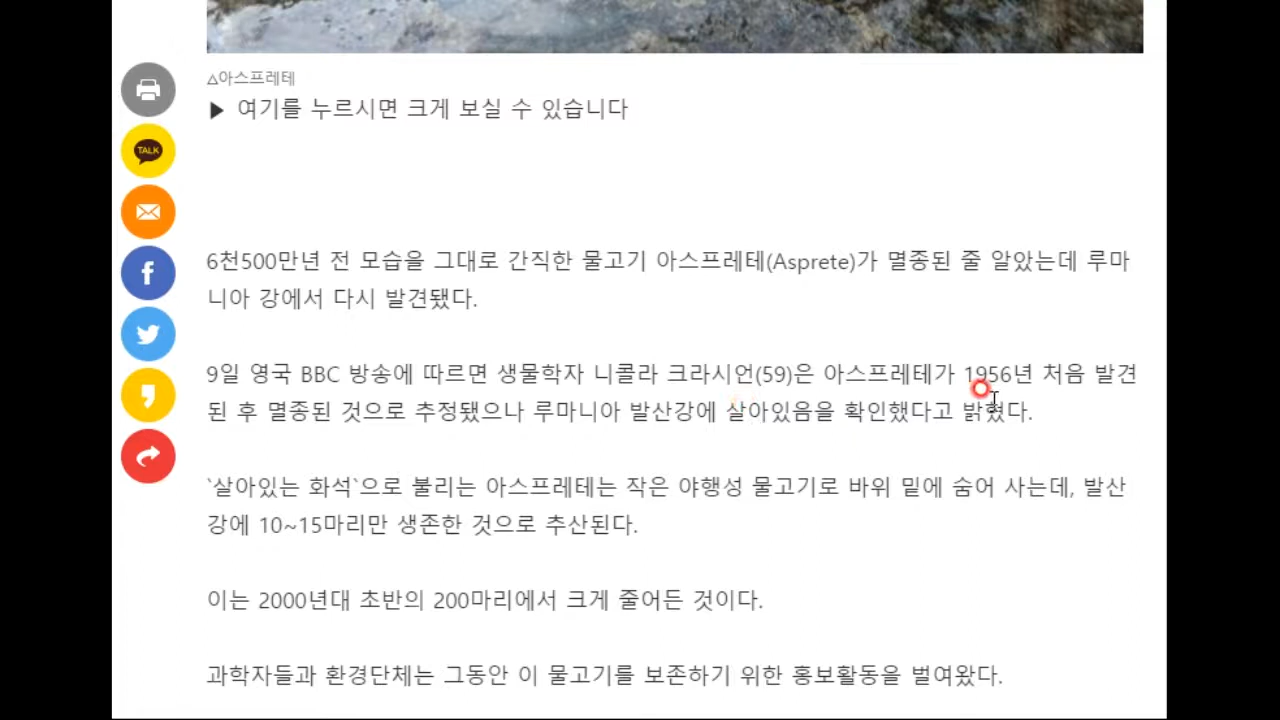 △아스프레테
▶ 여기를 누르시면 크게 보실 수 있습니다
TALK
6천500만년 전 모습을 그대로 간직한 물고기 아스프레테(Asprete)가 멸종된 줄 알았는데 루마
니아 강에서 다시 발견됐다.
9일 영국 BBC 방송에 따르면 생물학자 니콜라 크라시언(59)은 아스프레테가 1956년 처음 발견
된 후 멸종된 것으로 추정됐으나 루마니아 발산강에 살아있음을 확인했다고 밝혔다.
`살아있는 화석`으로 불리는 아스프레테는 작은 야행성 물고기로 바위 밑에 숨어 사는데, 발산
강에 10~15마리만 생존한 것으로 추산된다.
이는 2000년대 초반의 200마리에서 크게 줄어든 것이다.
과학자들과 환경단체는 그동안 이 물고기를 보존하기 위한 홍보활동을 벌여왔다.